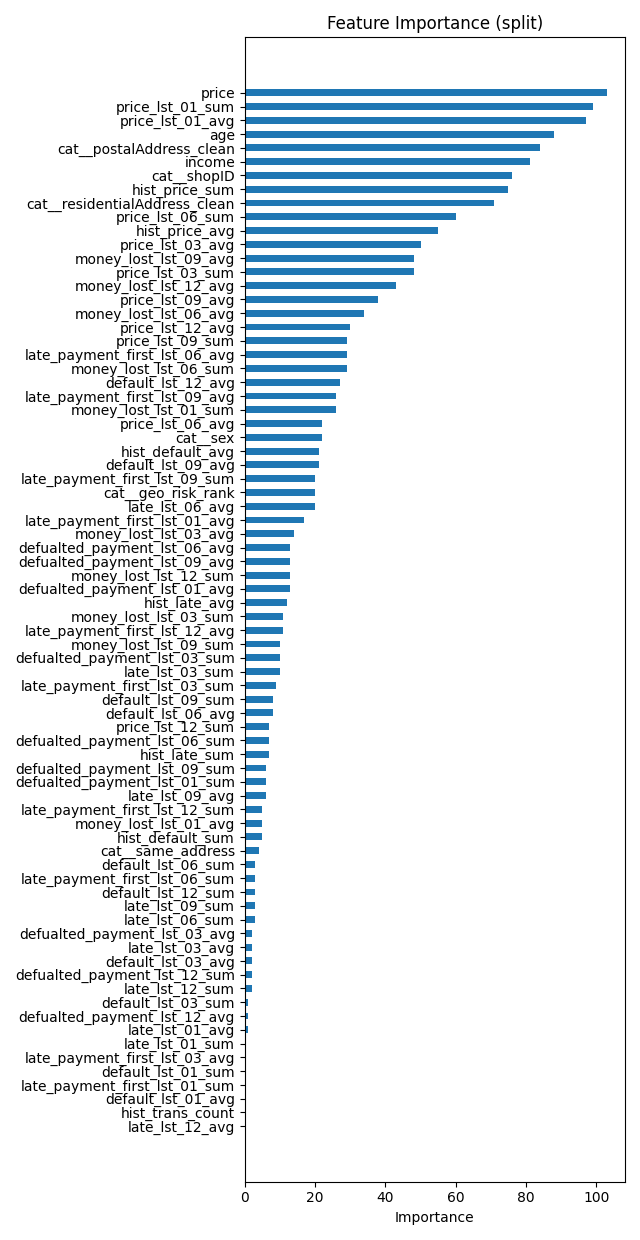 Feature Importance (split)
price
price_lst_01_sum
price_lst_01_avg
age
cat__postalAddress_clean
income
cat__shopID
hist_price_sum
cat__residentialAddress_clean
price_lst_06_sum
hist_price_avg
price_lst_03_avg
money_lost_lst_09_avg
price_lst_03_sum
money_lost_lst_12_avg
price_lst_09_avg
money_lost_lst_06_avg
price_lst_12_avg
price_lst_09_sum
late_payment_first_lst_06_avg
money_lost_lst_06_sum
default_lst_12_avg
late_payment_first_lst_09_avg
money_lost_lst_01_sum
price_lst_06_avg
cat__sex
hist_default_avg
default_lst_09_avg
late_payment_first_lst_09_sum
cat__geo_risk_rank
late_lst_06_avg
late_payment_first_lst_01_avg
money_lost_lst_03_avg
defualted_payment_lst_06_avg
defualted_payment_lst_09_avg
money_lost_lst_12_sum
defualted_payment_lst_01_avg
hist_late_avg
money_lost_lst_03_sum
late_payment_first_lst_12_avg
money_lost_lst_09_sum
defualted_payment_lst_03_sum
late_lst_03_sum
late_payment_first_lst_03_sum
default_lst_09_sum
default_lst_06_avg
price_lst_12_sum
defualted_payment_lst_06_sum
hist_late_sum
defualted_payment_lst_09_sum
defualted_payment_lst_01_sum
late_lst_09_avg
late_payment_first_lst_12_sum
money_lost_lst_01_avg
hist_default_sum
cat__same_address
default_lst_06_sum
late_payment_first_lst_06_sum
default_lst_12_sum
late_lst_09_sum
late_lst_06_sum
defualted_payment_lst_03_avg
late_lst_03_avg
default_lst_03_avg
defualted_payment_lst_12_sum
late_lst_12_sum
default_lst_03_sum
defualted_payment_lst_12_avg
late_lst_01_avg
late_lst_01_sum
late_payment_first_lst_03_avg
default_lst_01_sum
late_payment_first_lst_01_sum
default_lst_01_avg
hist_trans_count
late_lst_12_avg
0 20 40 60 80 100
Importance